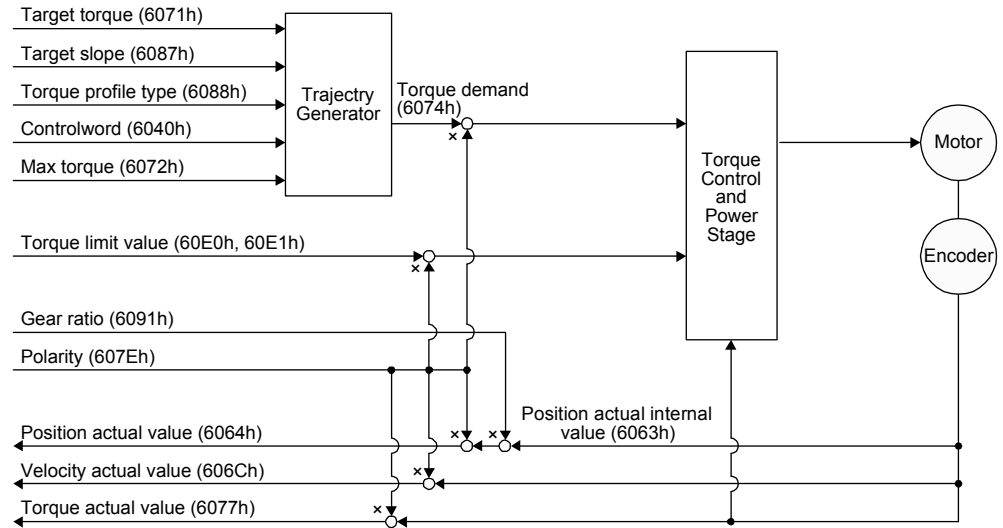 Target torque (6071h)
Target slope (6087h)
Torque profile type (6088h)
Controlword (6040h)
Max torque (6072h)
Trajectry
Generator
Torque demand
(6074h)
×
Torque
Control
and
Power
Stage
Motor
Encoder
Torque limit value (60E0h, 60E1h)
×
Gear ratio (6091h)
Polarity (607Eh)
Position actual internal
value (6063h)
Position actual value (6064h)
×
×
Velocity actual value (606Ch)
×
Torque actual value (6077h)
×